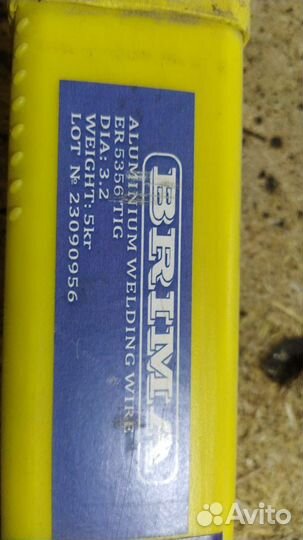 BRIMA
ALUMINIUM WELDING WIRE
ER 5356 TIG
DIA: 3.2
WEIGHT: 5kг
LOT № 23090956
Avito